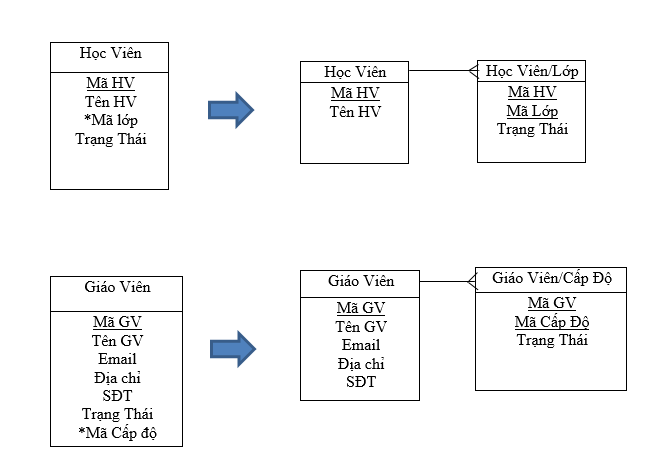 Học Viên
Mã HV
Tên HV
*Mã lớp
Trạng Thái
Học Viên
Mã HV
Tên HV
Học Viên/Lớp
Mã HV
Mã Lớp
Trạng Thái
Giáo Viên
Mã GV
Tên GV
Email
Địa chỉ
SĐT
Trạng Thái
*Mã Cấp độ
Giáo Viên
Mã GV
Tên GV
Email
Địa chỉ
SĐT
Giáo Viên/Cấp Độ
Mã GV
Mã Cấp Độ
Trạng Thái